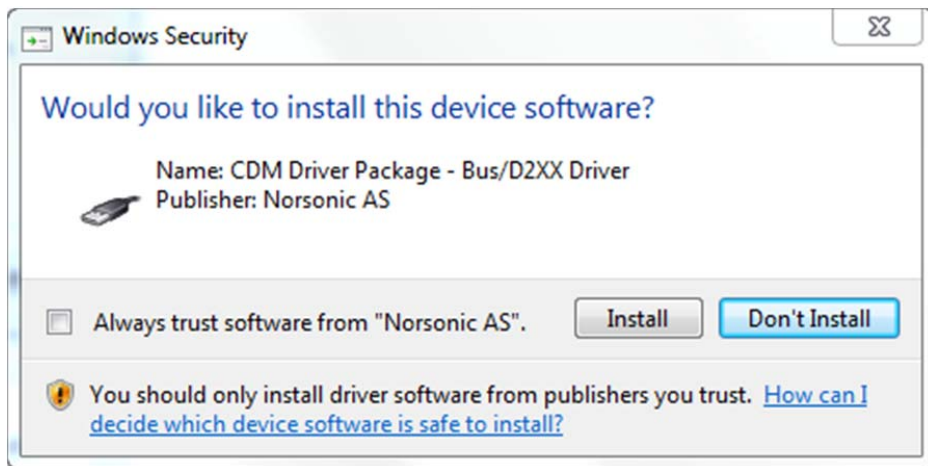 Windows Security
Would you like to install this device software?
Name: CDM Driver Package - Bus/D2XX Driver
Publisher: Norsonic AS
Always trust software from "Norsonic AS".
Install
Don't Install
You should only install driver software from publishers you trust. How can I
decide which device software is safe to install?